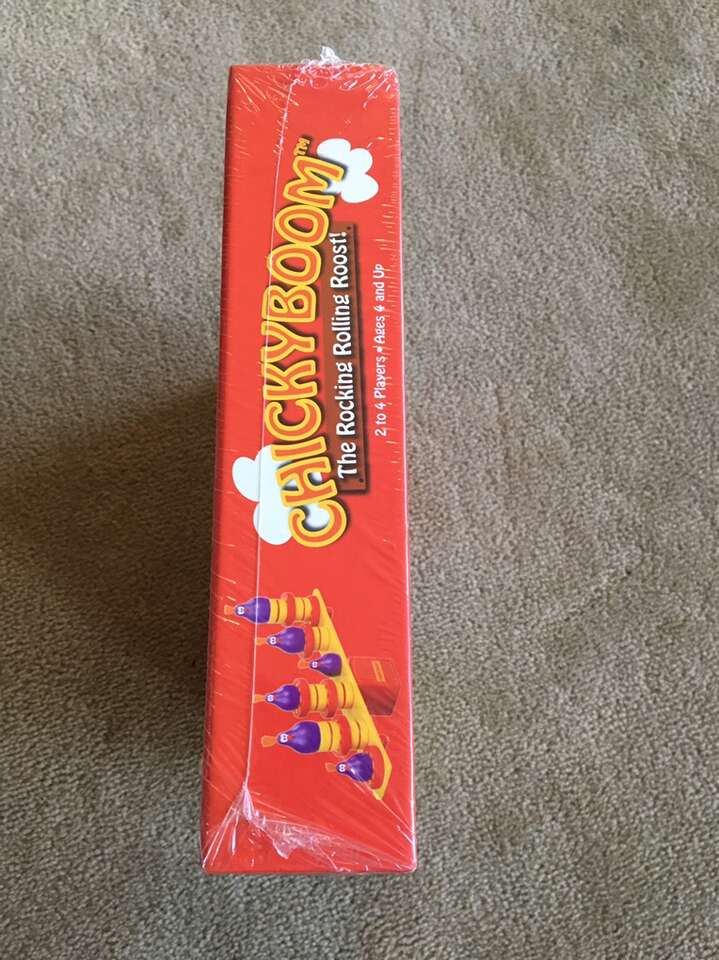 CHICKYBOOM™
The Rocking Rolling Roost!
2 to 4 Players • Ages 4 and Up